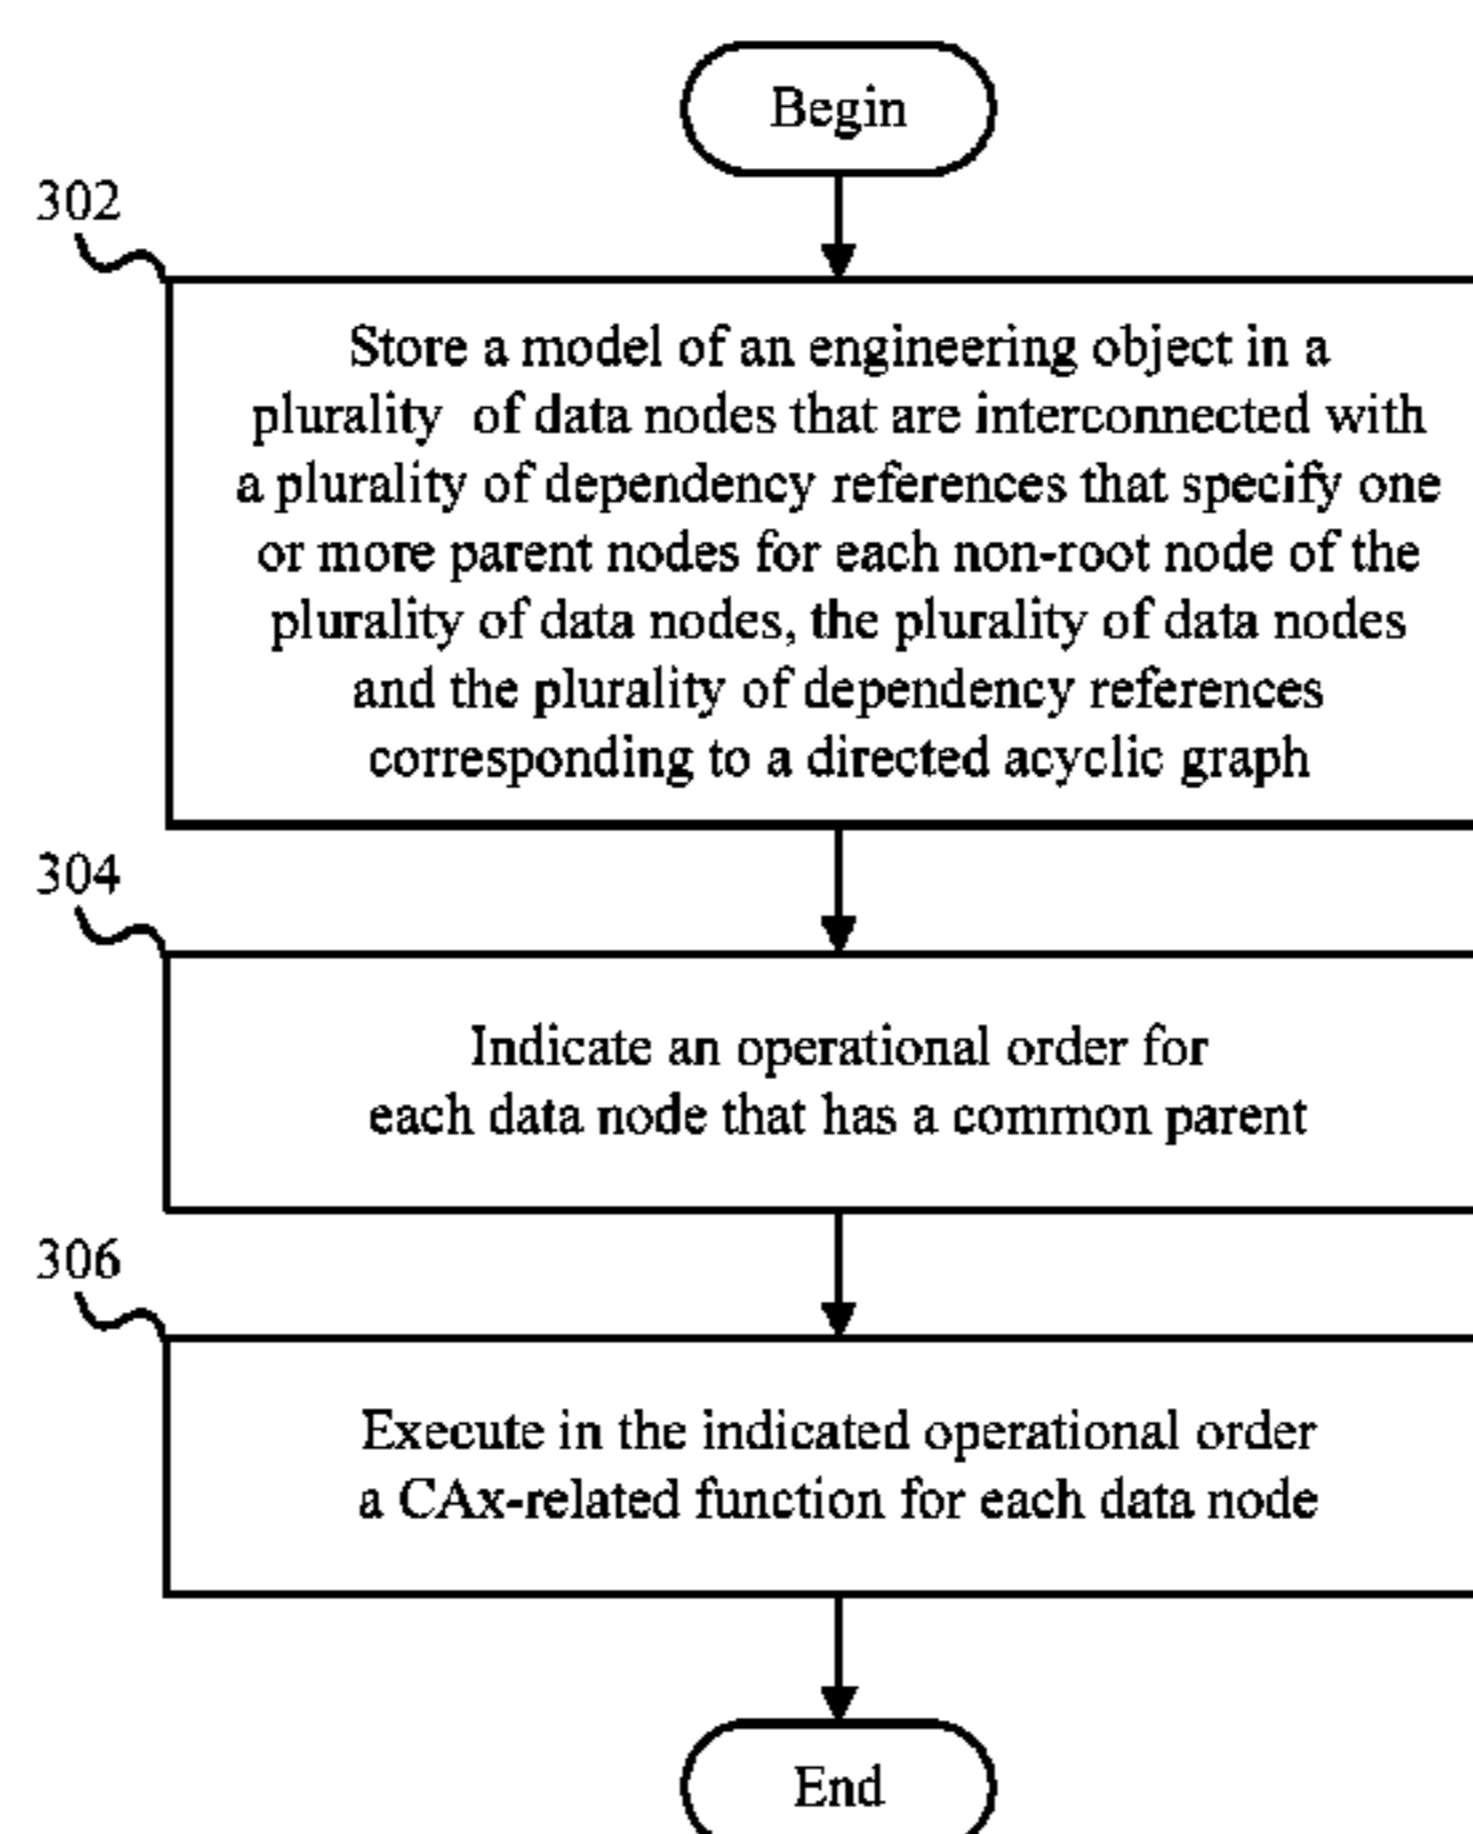 Begin
302
Store a model of an engineering object in a
plurality of data nodes that are interconnected with
a plurality of dependency references that specify one
or more parent nodes for each non-root node of the
plurality of data nodes, the plurality of data nodes
and the plurality of dependency references
corresponding to a directed acyclic graph
304
Indicate an operational order for
each data node that has a common parent
306
Execute in the indicated operational order
a CAx-related function for each data node
End